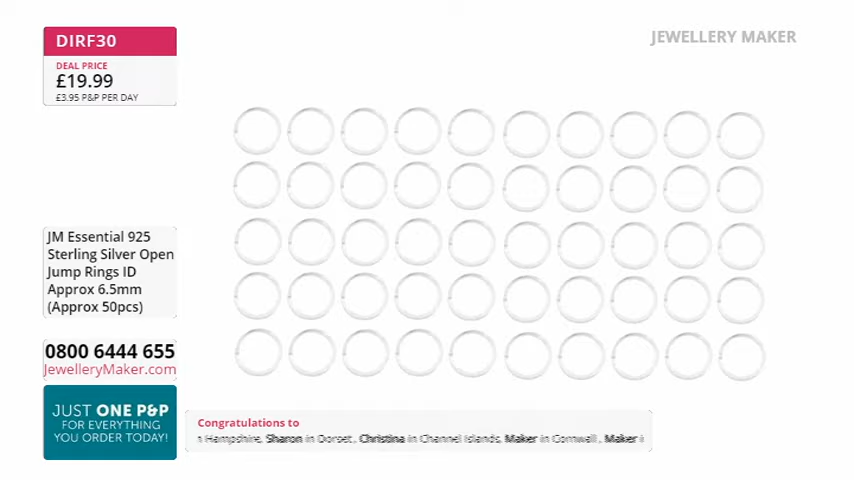 DIRF30
DEAL PRICE
£19.99
£3.95 P&P PER DAY
JEWELLERY MAKER
JM Essential 925
Sterling Silver Open
Jump Rings ID
Approx 6.5mm
(Approx 50pcs)
0800 6444 655
JewelleryMaker.com
JUST ONE P&P
FOR EVERYTHING
YOU ORDER TODAY!
Congratulations to
Hampshire, Sharon in Dorset, Christina in Channel Islands, Maker in Cornwall, Maker